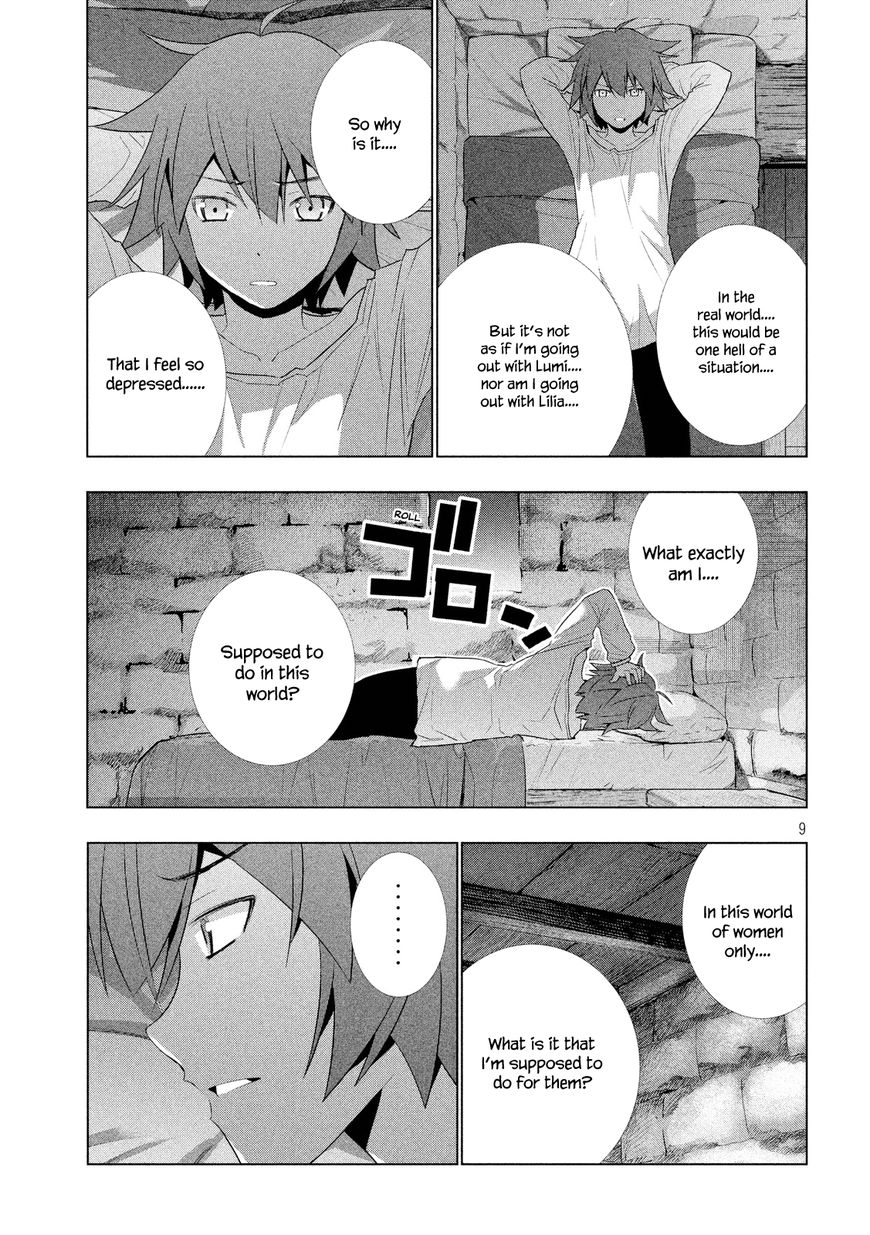 In the
real world....
this would be
one hell of a
situation....
But it's not
as if I'm going
out with Lumi....
nor am I going
out with Lilia....
So why
is it....
That I feel so
depressed......
What exactly
am I....
ROLL
ゴロン
Supposed to
do in this
world?
9
In this world
of women
only....
What is it that
I'm supposed to
do for them?
.........